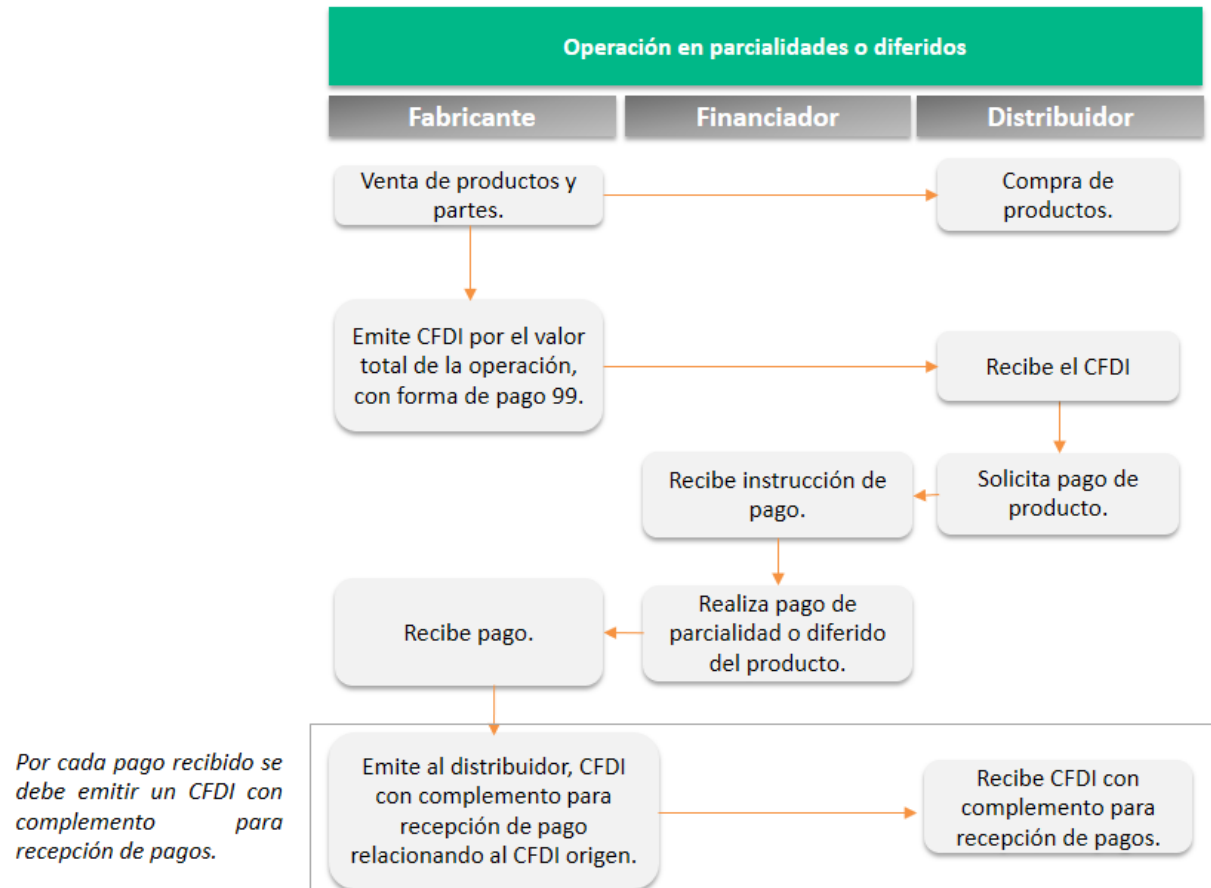 Operación en parcialidades o diferidos
Fabricante
Financiador
Distribuidor
Venta de productos y
partes.
Compra de
productos.
Emite CFDI por el valor
total de la operación,
con forma de pago 99.
Recibe el CFDI
Recibe instrucción de
pago.
Solicita pago de
producto.
Recibe pago.
Realiza pago de
parcialidad o diferido
del producto.
Por cada pago recibido se
debe emitir un CFDI con
complemento para
recepción de pagos.
Emite al distribuidor, CFDI
con complemento para
recepción de pago
relacionando al CFDI origen.
Recibe CFDI con
complemento para
recepción de pagos.